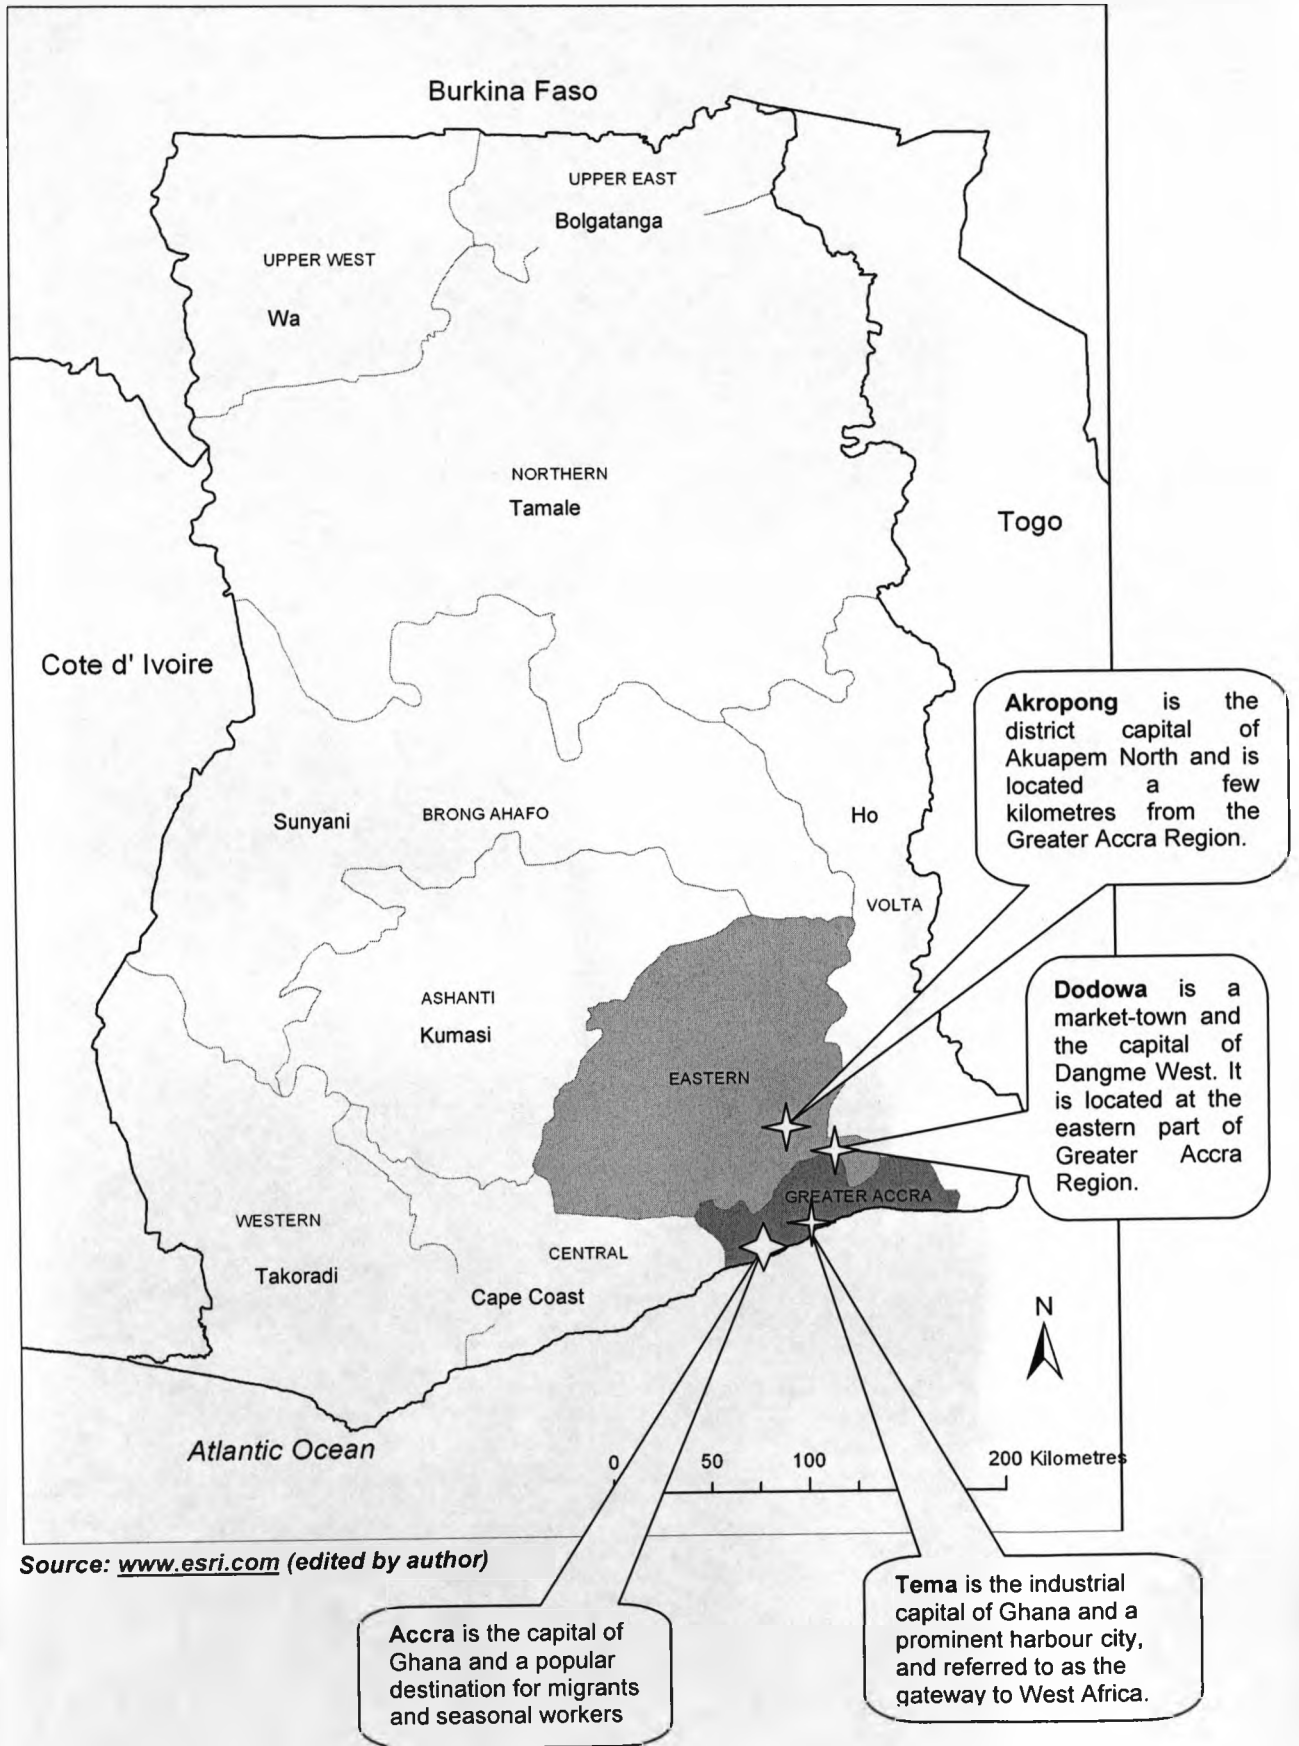 Burkina Faso
UPPER EAST
Bolgatanga
UPPER WEST
Wa
NORTHERN
Tamale
Togo
Cote d' Ivoire
Akropong is the
district capital of
Akuapem North and is
located a few
kilometres from the
Greater Accra Region.
Sunyani
BRONG AHAFO
Ho
VOLTA
ASHANTI
Kumasi
Dodowa is a
market-town and
the capital of
Dangme West. It
is located at the
eastern part of
Greater Accra
Region.
EASTERN
GREATER ACCRA
WESTERN
Takoradi
CENTRAL
Cape Coast
N
Atlantic Ocean
0 50 100 200 Kilometres
Source: www.esri.com (edited by author)
Accra is the capital of
Ghana and a popular
destination for migrants
and seasonal workers
Tema is the industrial
capital of Ghana and a
prominent harbour city,
and referred to as the
gateway to West Africa.